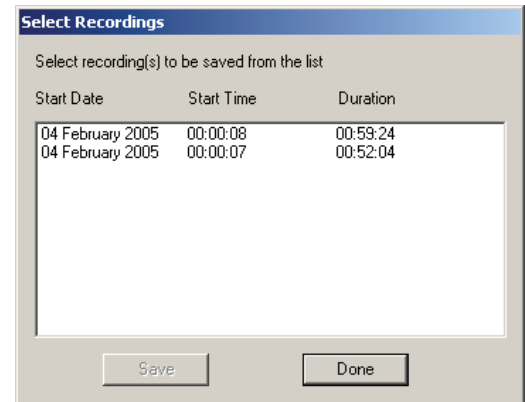 Select Recordings
Select recording(s) to be saved from the list
Start Date Start Time Duration
04 February 2005 00:00:08 00:59:24
04 February 2005 00:00:07 00:52:04
Save Done